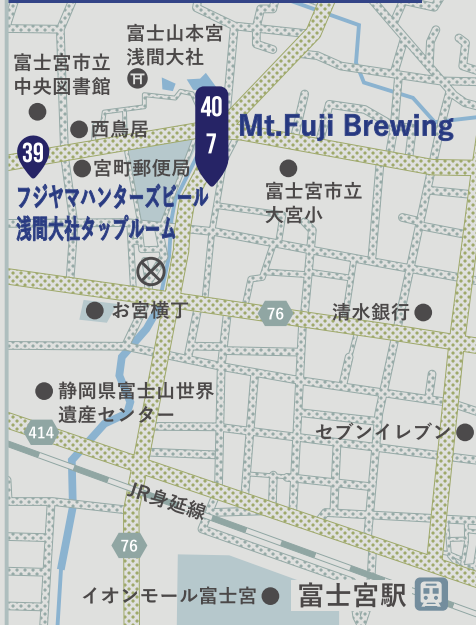 富士山本宮
浅間大社
富士宮市立
中央図書館
西鳥居
40
7
Mt.Fuji Brewing
39
宮町郵便局
フジヤマハンターズビール
浅間大社タップルーム
富士宮市立
大宮小
お宮横丁
76
清水銀行
静岡県富士山世界
遺産センター
414
セブンイレブン
JR身延線
76
イオンモール富士宮
富士宮駅